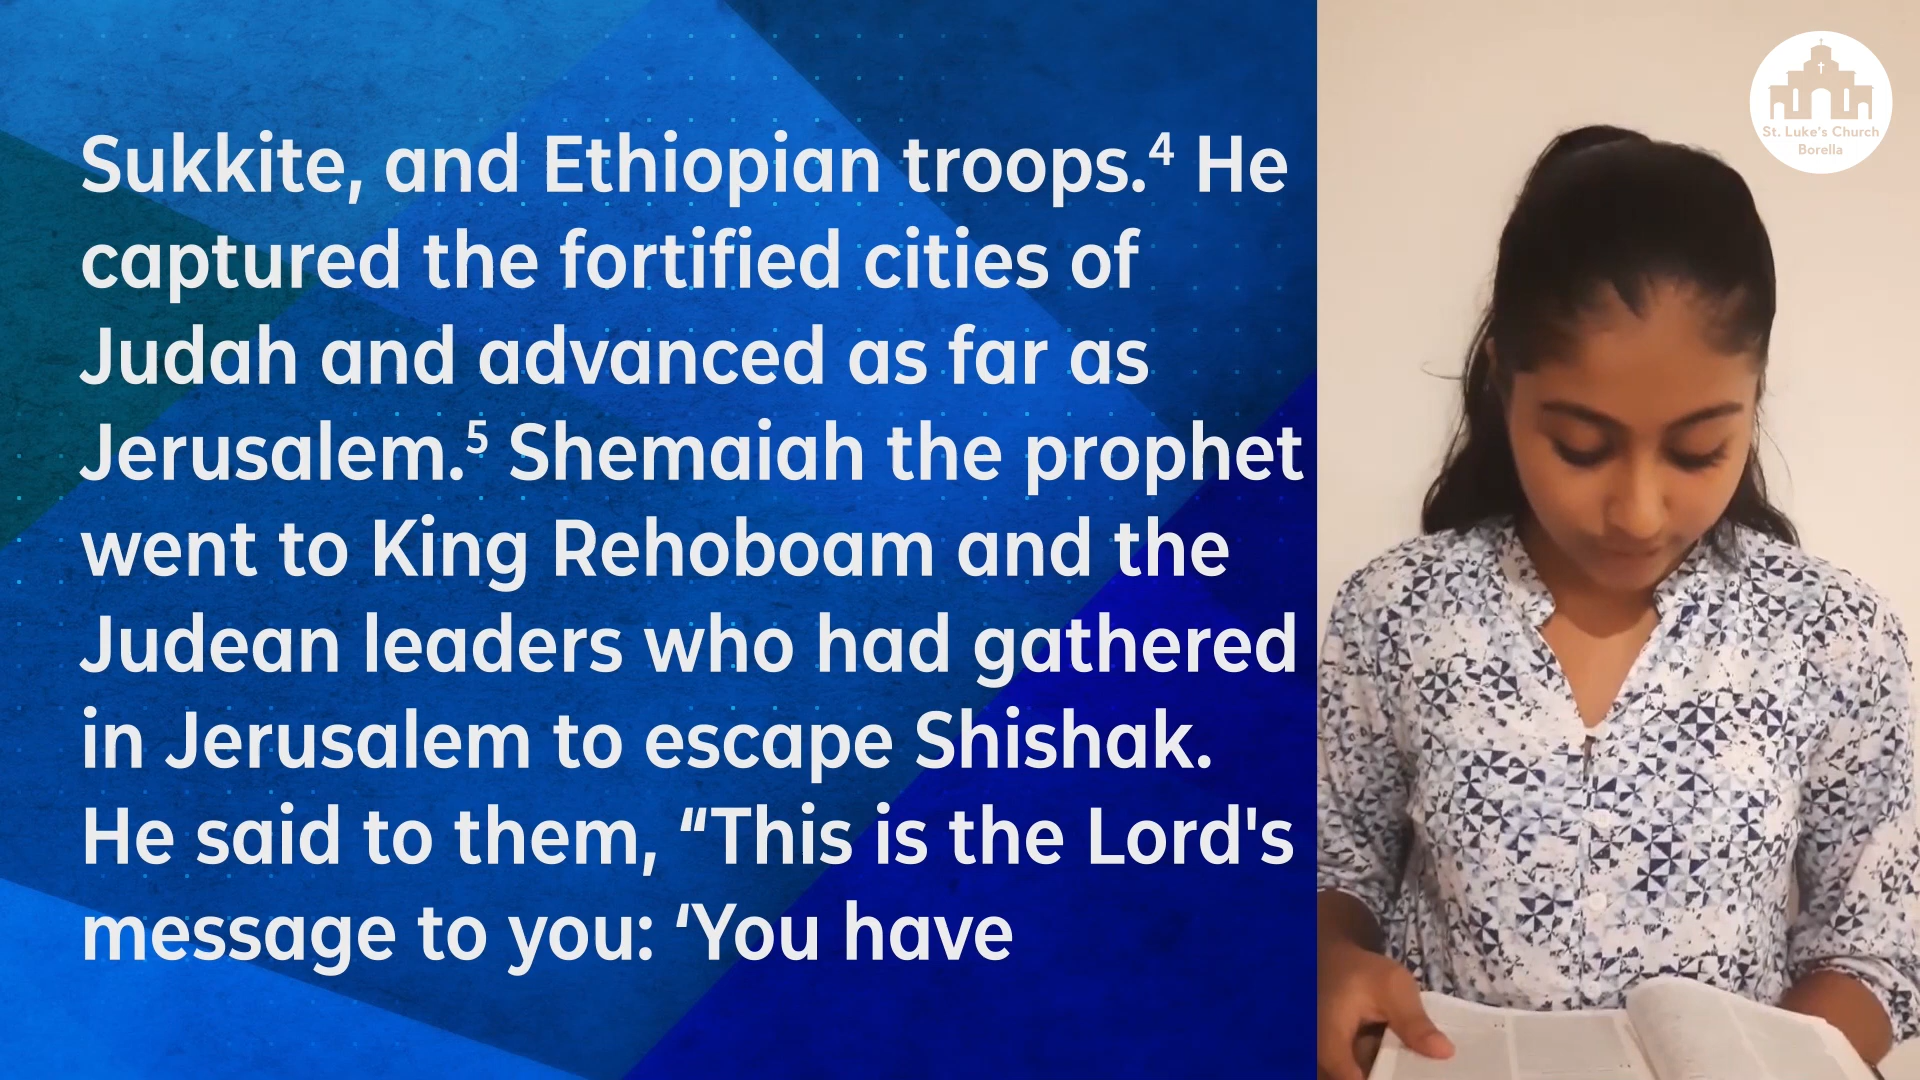 Sukkite, and Ethiopian troops.⁴ He
captured the fortified cities of
Judah and advanced as far as
Jerusalem.⁵ Shemaiah the prophet
went to King Rehoboam and the
Judean leaders who had gathered
in Jerusalem to escape Shishak.
He said to them, “This is the Lord's
message to you: ‘You have
St. Luke's Church
Borella